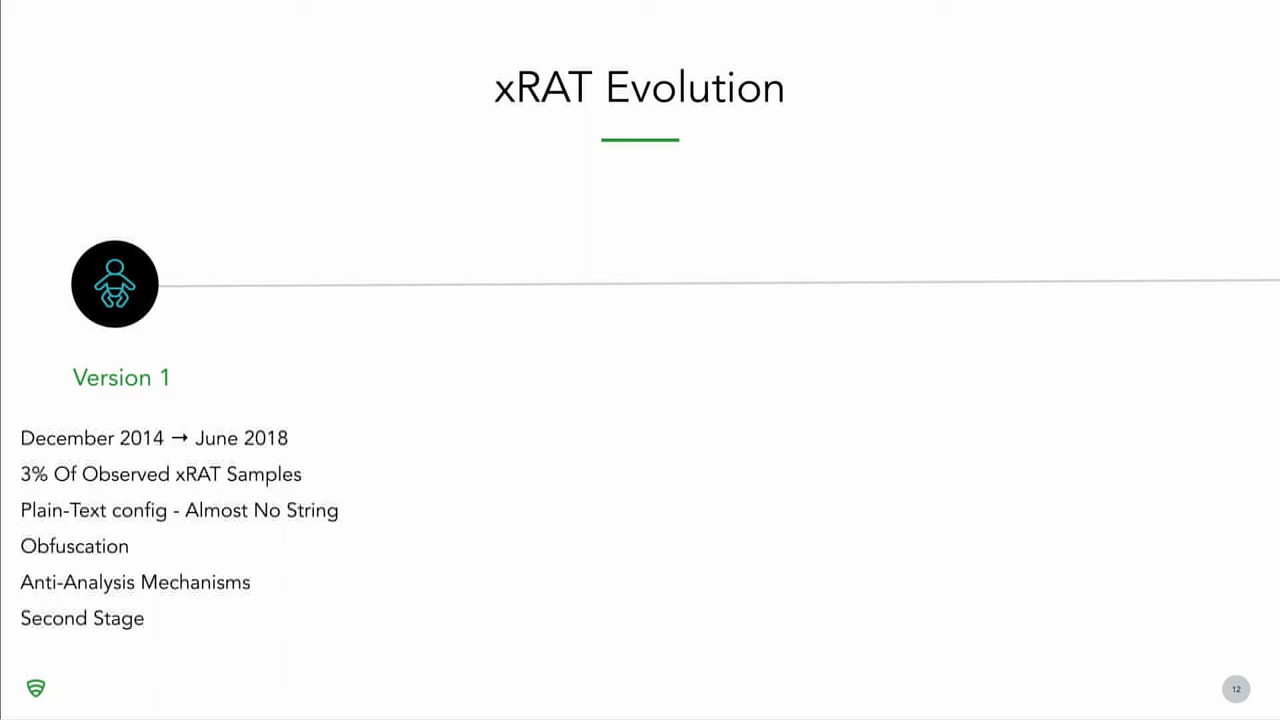 xRAT Evolution
Version 1
December 2014 → June 2018
3% Of Observed xRAT Samples
Plain-Text config - Almost No String
Obfuscation
Anti-Analysis Mechanisms
Second Stage
12